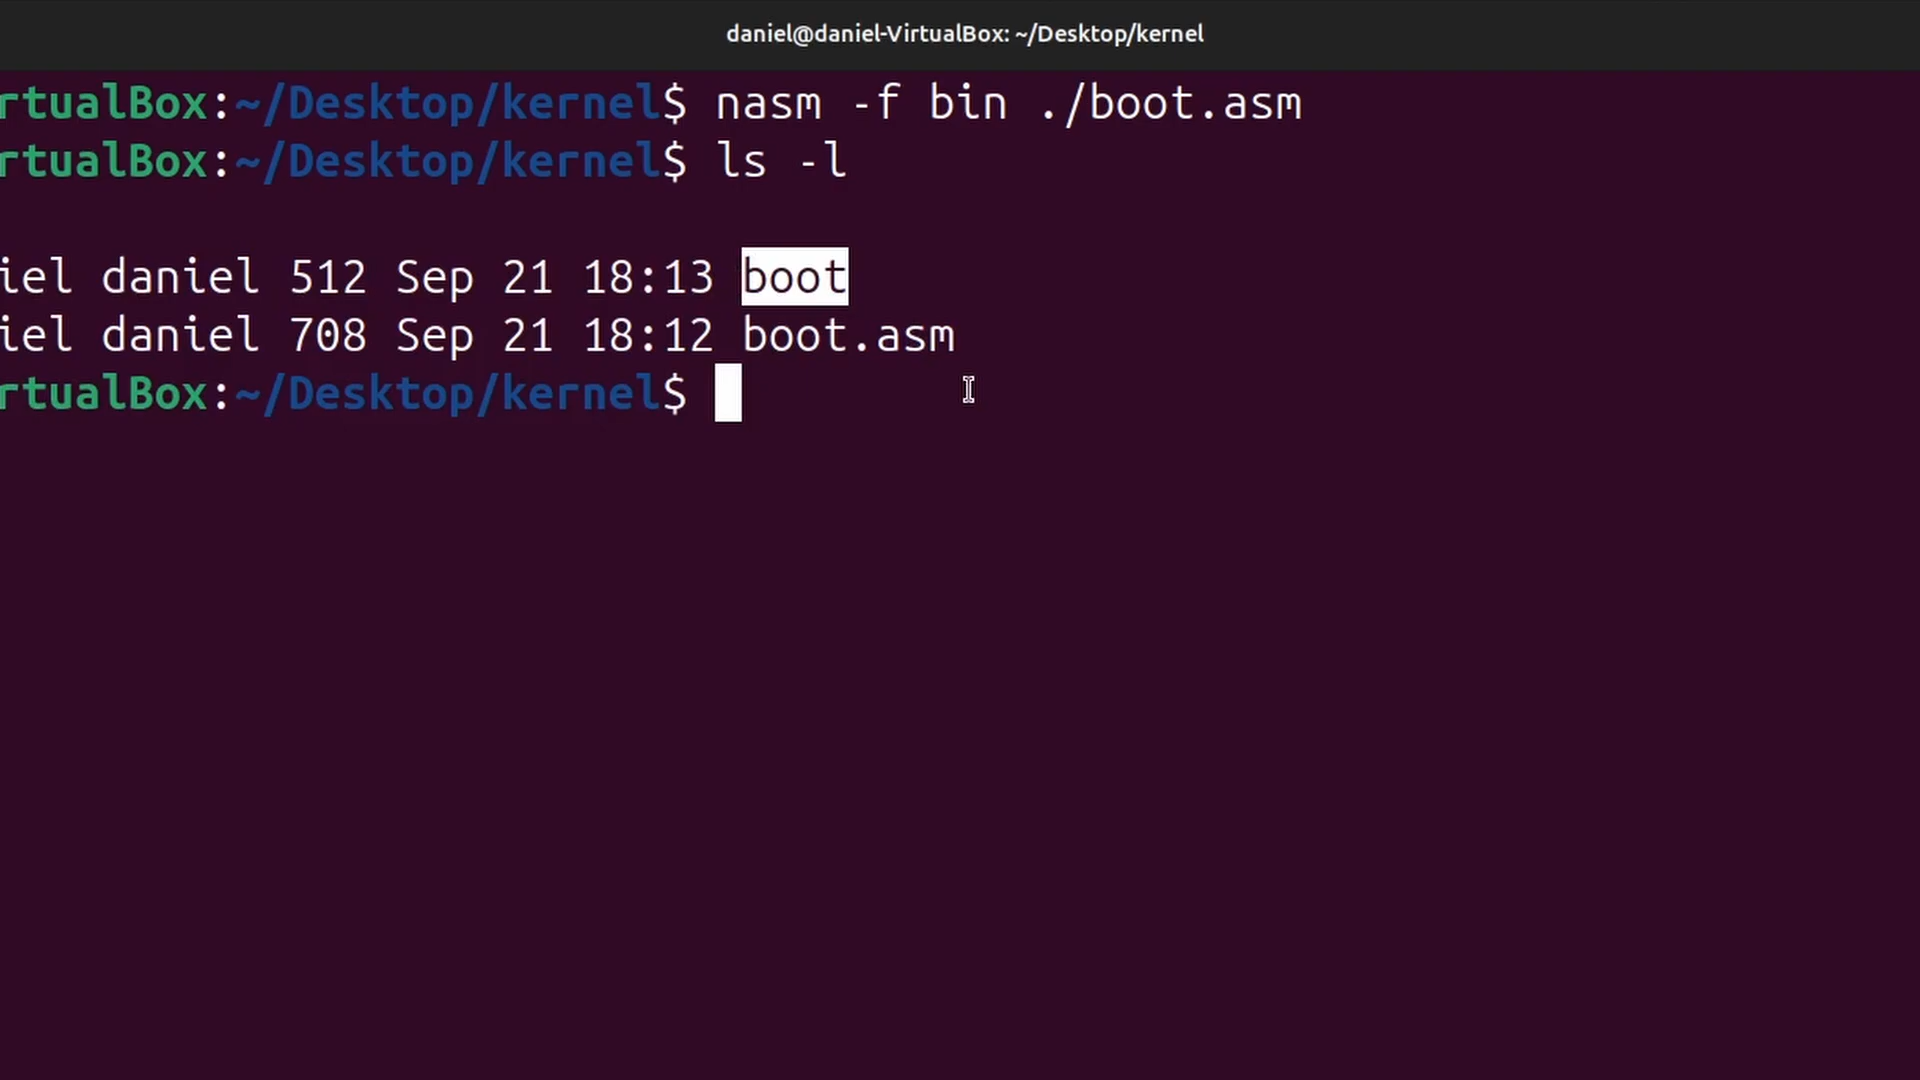 daniel@daniel-VirtualBox: ~/Desktop/kernel
rtualBox:~/Desktop/kernel$ nasm -f bin ./boot.asm
rtualBox:~/Desktop/kernel$ ls -l
iel daniel 512 Sep 21 18:13 boot
iel daniel 708 Sep 21 18:12 boot.asm
rtualBox:~/Desktop/kernel$